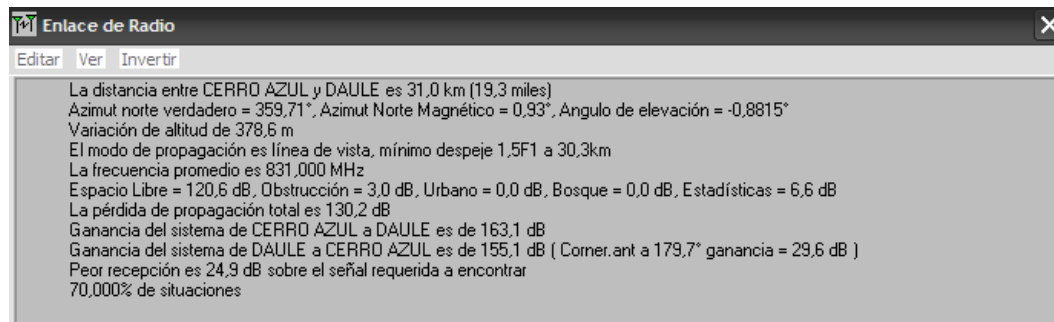 Enlace de Radio
Editar Ver Invertir
La distancia entre CERRO AZUL y DAULE es 31,0 km (19,3 miles)
Azimut norte verdadero = 359,71°, Azimut Norte Magnético = 0,93°, Angulo de elevación = -0,8815°
Variación de altitud de 378,6 m
El modo de propagación es línea de vista, mínimo despeje 1,5F1 a 30,3km
La frecuencia promedio es 831,000 MHz
Espacio Libre = 120,6 dB, Obstrucción = 3,0 dB, Urbano = 0,0 dB, Bosque = 0,0 dB, Estadísticas = 6,6 dB
La pérdida de propagación total es 130,2 dB
Ganancia del sistema de CERRO AZUL a DAULE es de 163,1 dB
Ganancia del sistema de DAULE a CERRO AZUL es de 155,1 dB ( Corner.ant a 179,7° ganancia = 29,6 dB )
Peor recepción es 24,9 dB sobre el señal requerida a encontrar
70,000% de situaciones